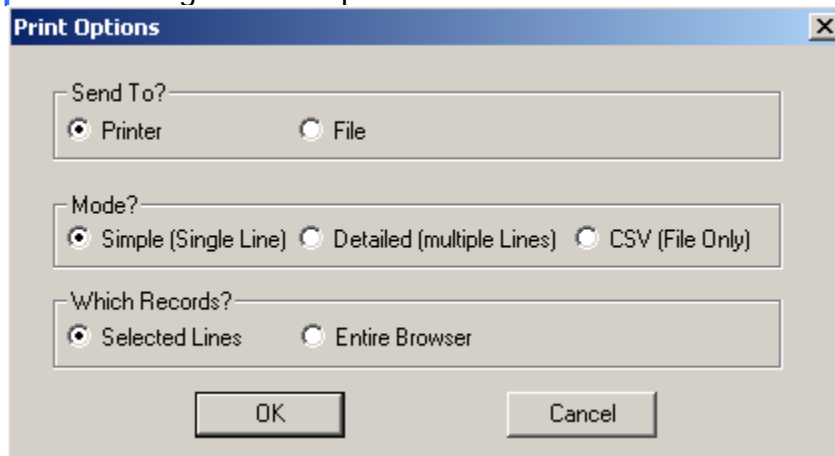 Print Options
Send To?
Printer File
Mode?
Simple (Single Line) Detailed (multiple Lines) CSV (File Only)
Which Records?
Selected Lines Entire Browser
OK Cancel